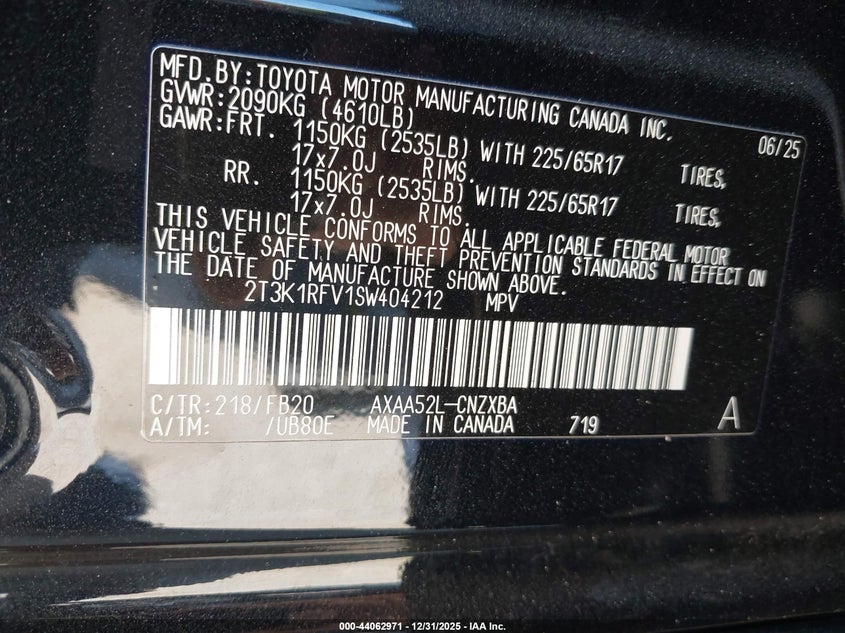 MFD.BY:TOYOTA MOTOR MANUFACTURING CANADA INC.
GVWR:2090KG (4610LB) 06/25
GAWR:FRT. 1150KG (2535LB) WITH 225/65R17 TIRES,
17x7.0J RIMS.
RR. 1150KG (2535LB) WITH 225/65R17 TIRES,
17x7.0J RIMS.
THIS VEHICLE CONFORMS TO ALL APPLICABLE FEDERAL MOTOR
VEHICLE SAFETY AND THEFT PREVENTION STANDARDS IN EFFECT ON
THE DATE OF MANUFACTURE SHOWN ABOVE.
2T3K1RFV1SW404212 MPV
C/TR:218/FB20 AXAA52L-CNZXBA A
A/TM: /UB80E MADE IN CANADA 719
000-44062971 - 12/31/2025 - IAA Inc.